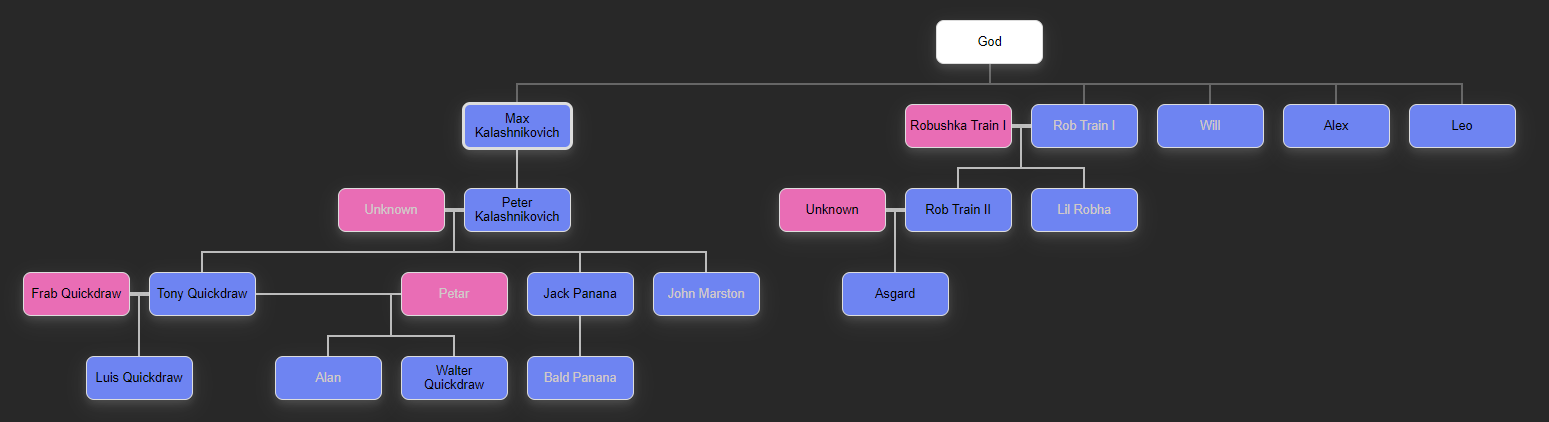 God
Max
Kalashnikovich
Robushka Train I
Rob Train I
Will
Alex
Leo
Unknown
Peter
Kalashnikovich
Unknown
Rob Train II
Lil Robha
Frab Quickdraw
Tony Quickdraw
Petar
Jack Panana
John Marston
Asgard
Luis Quickdraw
Alan
Walter
Quickdraw
Bald Panana